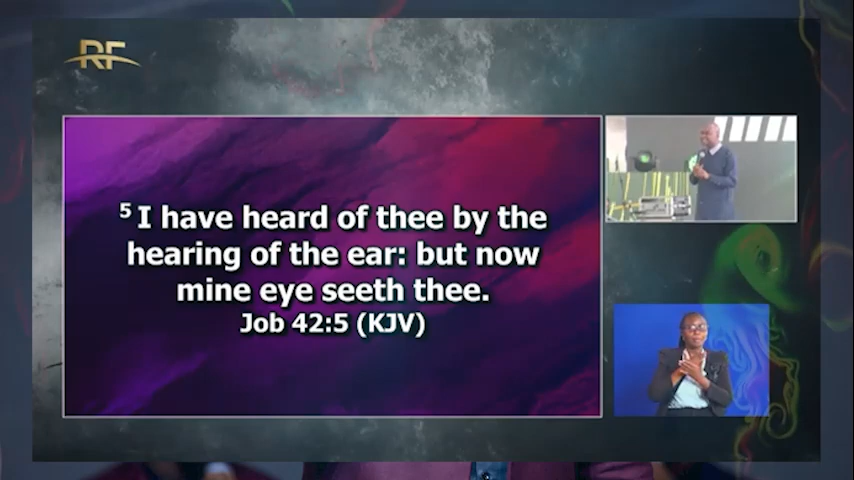 RF
5 I have heard of thee by the
hearing of the ear: but now
mine eye seeth thee.
Job 42:5 (KJV)